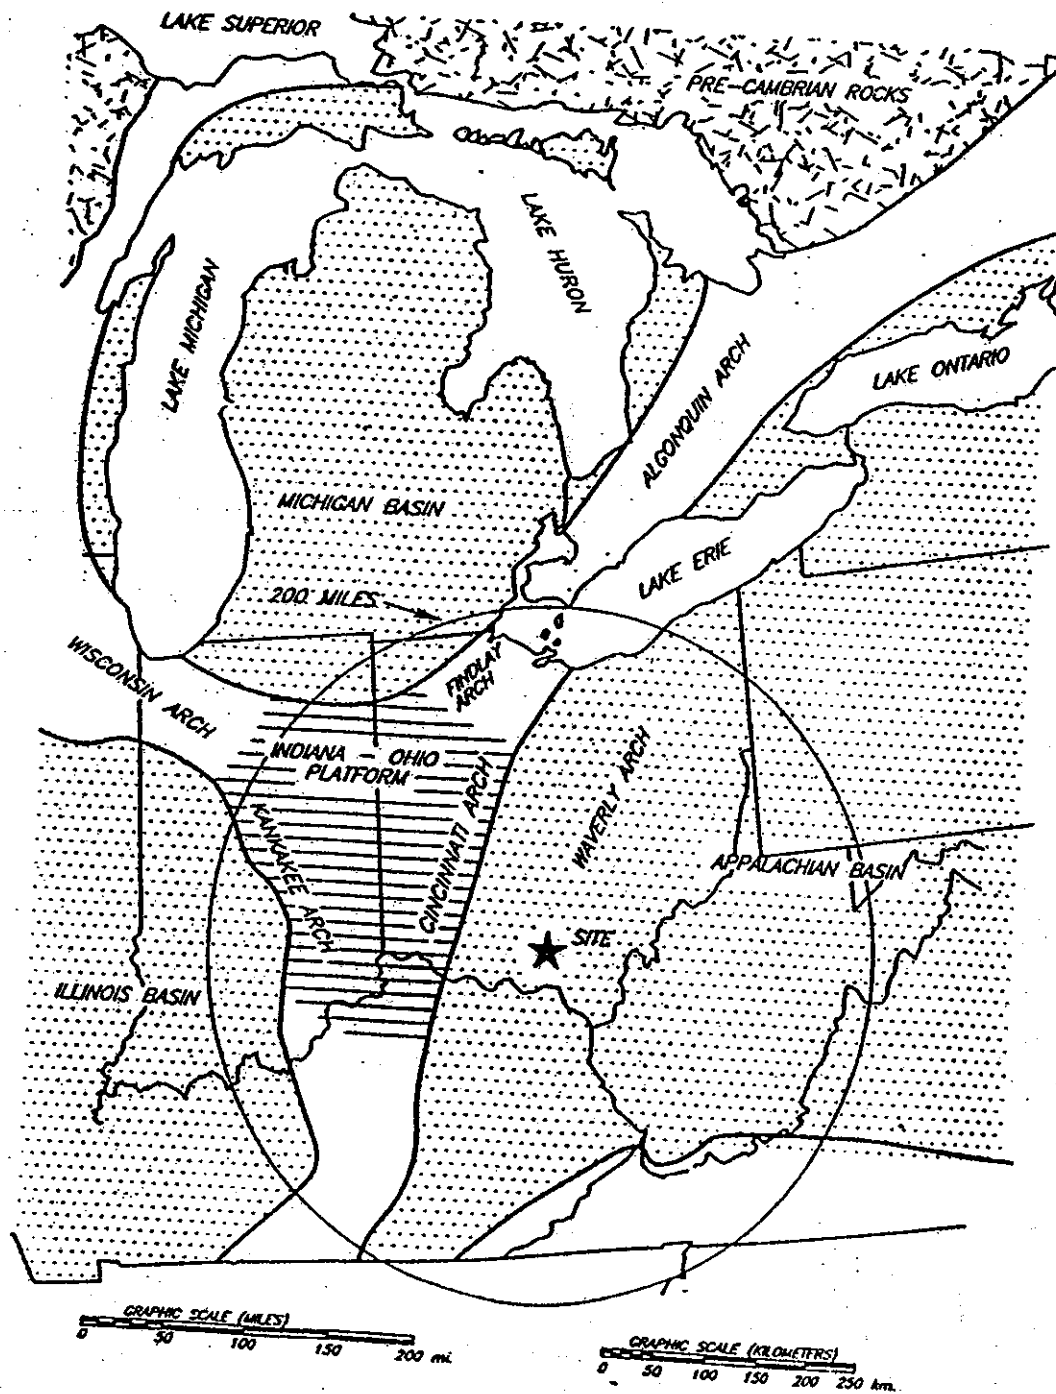 LAKE SUPERIOR
PRE-CAMBRIAN ROCKS
LAKE HURON
LAKE MICHIGAN
LAKE ONTARIO
ALGONQUIN ARCH
MICHIGAN BASIN
LAKE ERIE
200 MILES
WISCONSIN ARCH
FINDLAY
ARCH
INDIANA - OHIO
PLATFORM
KANKAKEE ARCH
CINCINNATI ARCH
WAVERLY ARCH
APPALACHIAN BASIN
SITE
ILLINOIS BASIN
GRAPHIC SCALE (MILES)
0 50 100 150 200 mi.
GRAPHIC SCALE (KILOMETERS)
0 50 100 150 200 250 km.